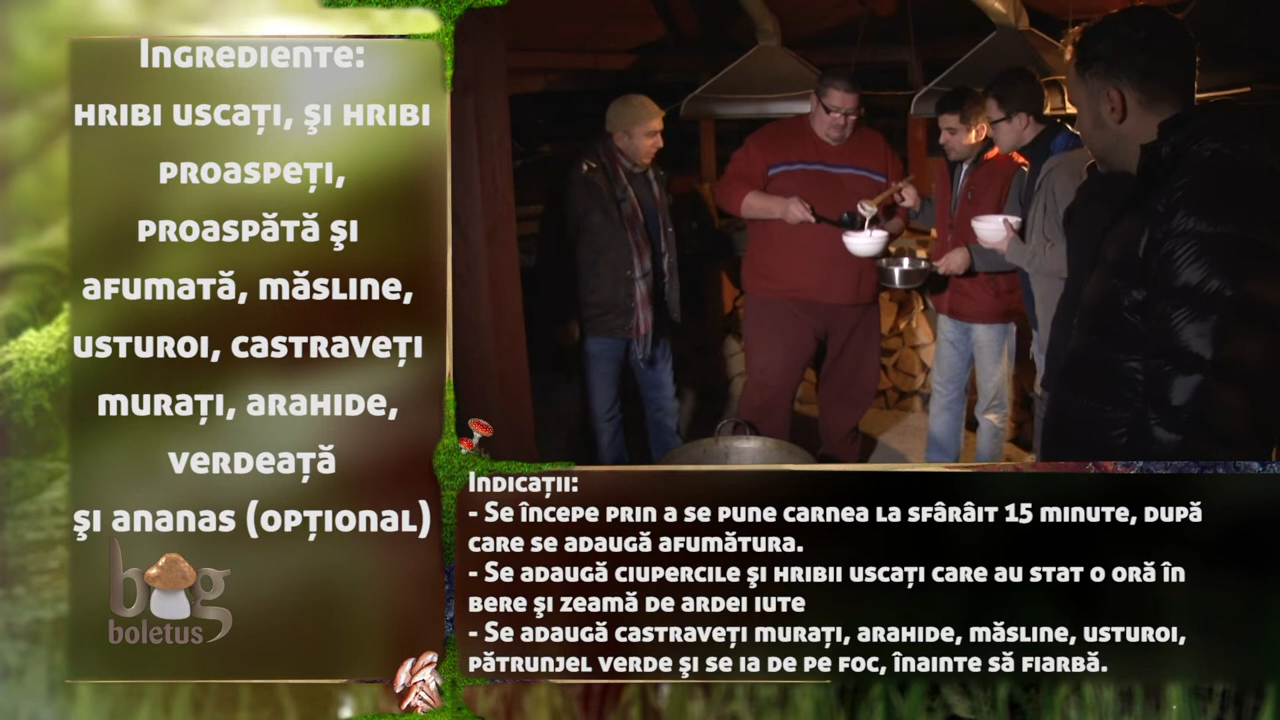 Ingrediente:
hribi uscați, și hribi
proaspeți,
proaspătă și
afumată, măsline,
usturoi, castraveți
murați, arahide,
verdeață
și ananas (opțional)
big
boletus
Indicații:
- Se începe prin a se pune carnea la sfârâit 15 minute, după
care se adaugă afumătura.
- Se adaugă ciupercile și hribii uscați care au stat o oră în
bere și zeamă de ardei iute
- Se adaugă castraveți murați, arahide, măsline, usturoi,
pătrunjel verde și se ia de pe foc, înainte să fiarbă.